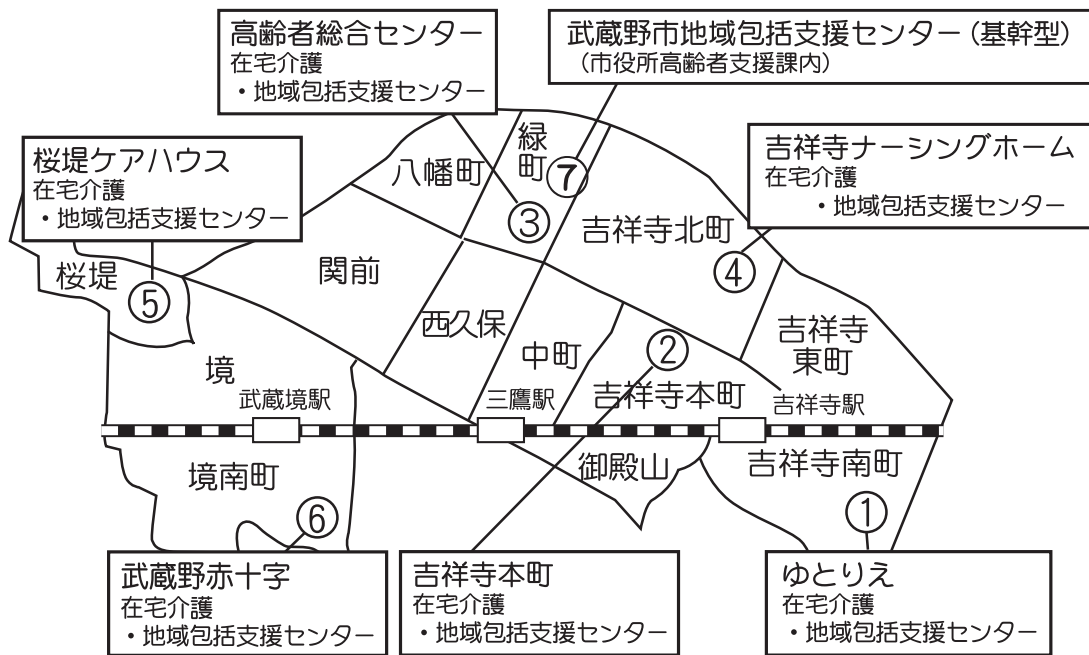 高齢者総合センター
在宅介護
・地域包括支援センター
武蔵野市地域包括支援センター（基幹型）
（市役所高齢者支援課内）
桜堤ケアハウス
在宅介護
・地域包括支援センター
吉祥寺ナーシングホーム
在宅介護
・地域包括支援センター
八幡町
緑町
⑦
③
吉祥寺北町
④
桜堤
⑤
関前
西久保
中町
②
吉祥寺
東町
境
武蔵境駅
三鷹駅
吉祥寺本町
吉祥寺駅
境南町
御殿山
吉祥寺南町
⑥
①
武蔵野赤十字
在宅介護
・地域包括支援センター
吉祥寺本町
在宅介護
・地域包括支援センター
ゆとりえ
在宅介護
・地域包括支援センター